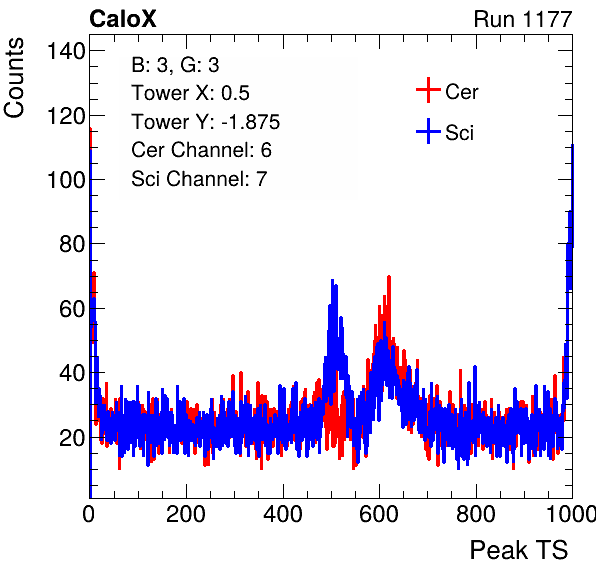 CaloX Run 1177
Counts
140
120
100
80
60
40
20
B: 3, G: 3
Tower X: 0.5
Tower Y: -1.875
Cer Channel: 6
Sci Channel: 7
Cer
Sci
0 200 400 600 800 1000
Peak TS